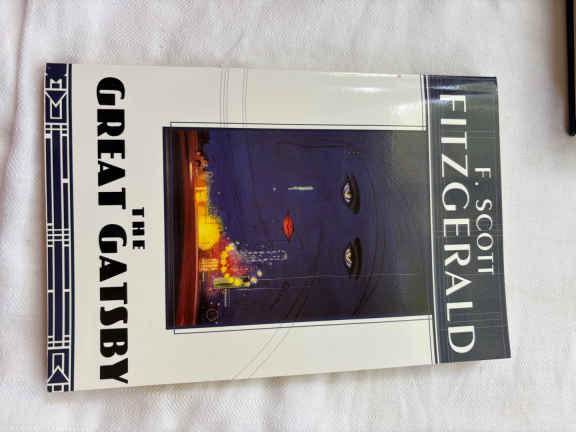 F. SCOTT
FITZGERALD
THE
GREAT GATSBY